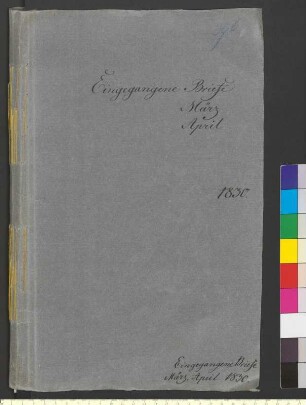 Eingegangene Briefe
März
April
1830.
Eingegangene Briefe
März, April 1830